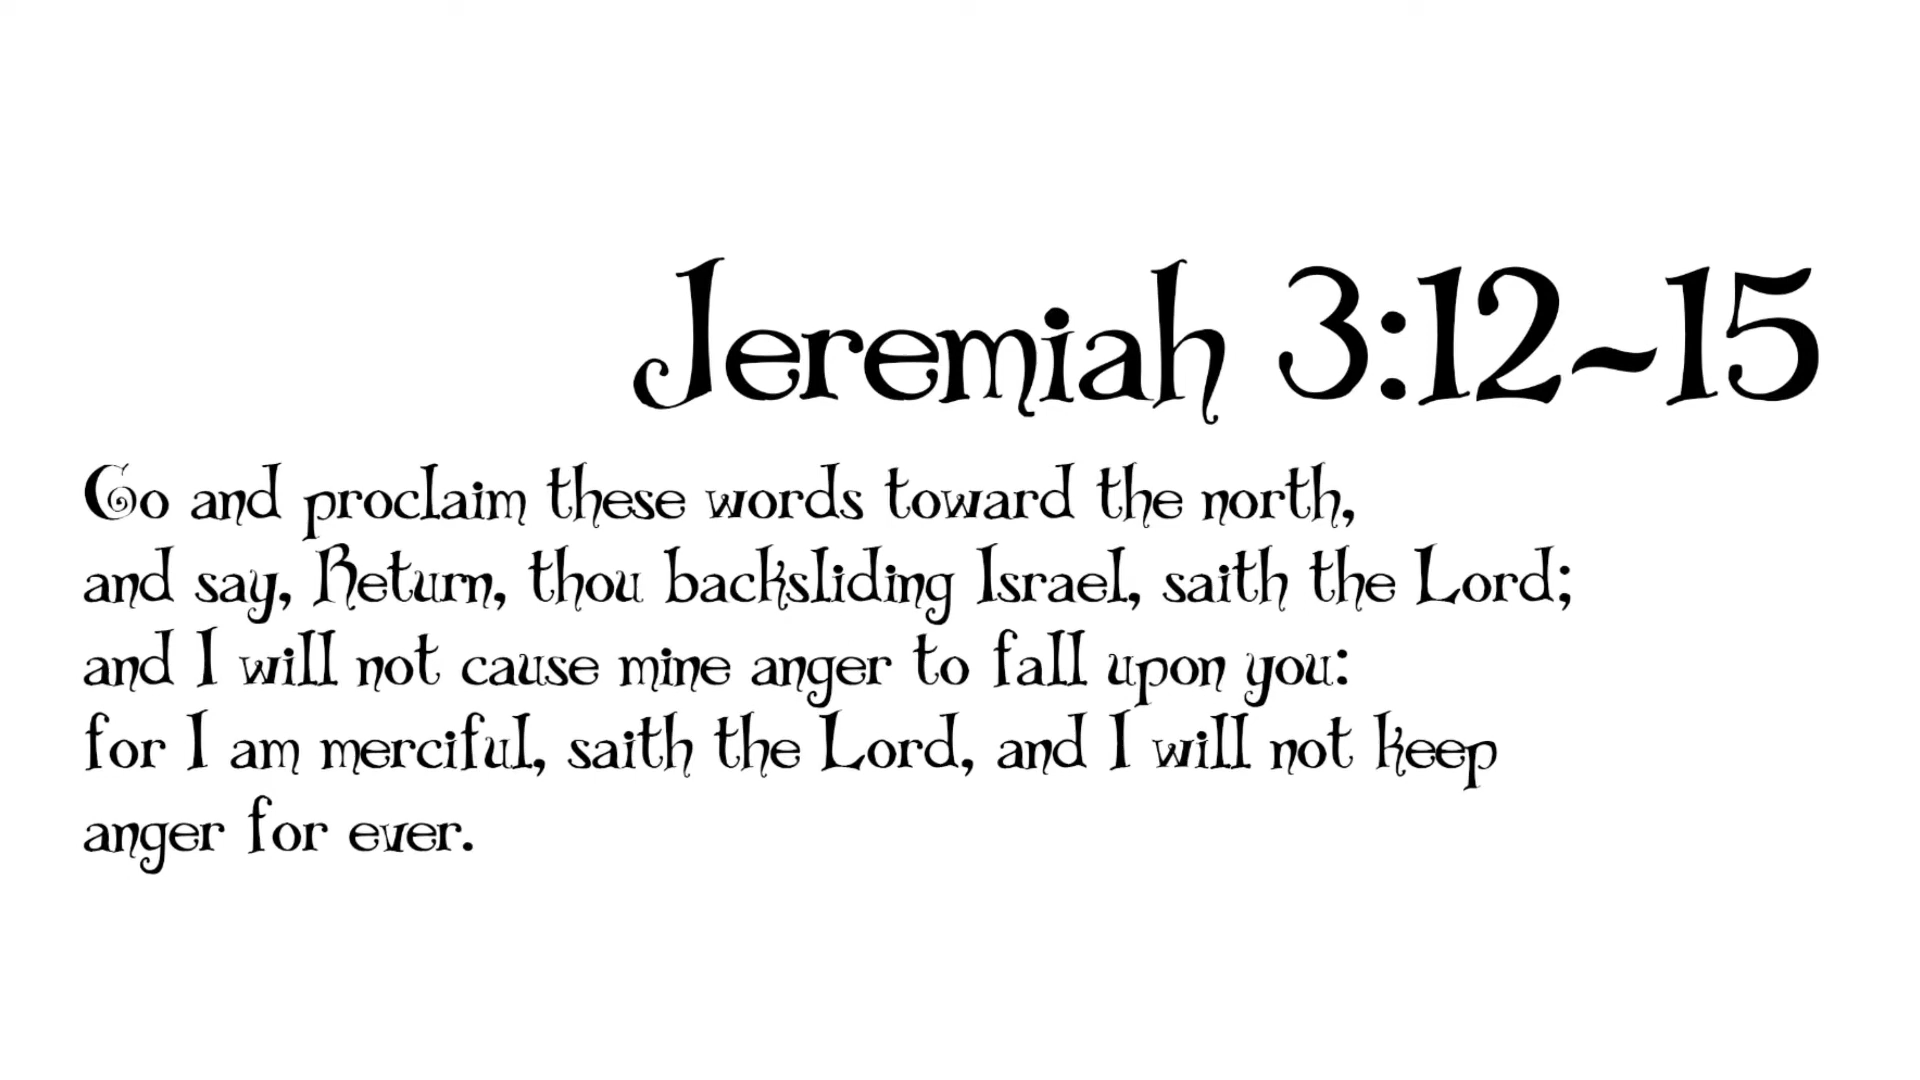 Jeremiah 3:12~15
Go and proclaim these words toward the north,
and say, Return, thou backsliding Israel, saith the Lord;
and I will not cause mine anger to fall upon you:
for I am merciful, saith the Lord, and I will not keep
anger for ever.